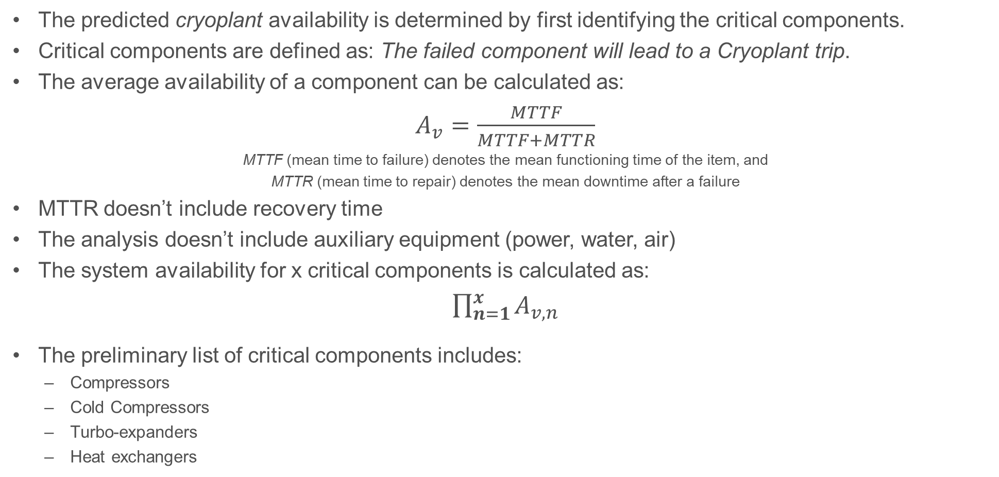 • The predicted cryoplant availability is determined by first identifying the critical components.
• Critical components are defined as: The failed component will lead to a Cryoplant trip.
• The average availability of a component can be calculated as:
A_v = MTTF / (MTTF+MTTR)
MTTF (mean time to failure) denotes the mean functioning time of the item, and
MTTR (mean time to repair) denotes the mean downtime after a failure
• MTTR doesn’t include recovery time
• The analysis doesn’t include auxiliary equipment (power, water, air)
• The system availability for x critical components is calculated as:
∏_{n=1}^{x} A_{v,n}
• The preliminary list of critical components includes:
– Compressors
– Cold Compressors
– Turbo-expanders
– Heat exchangers